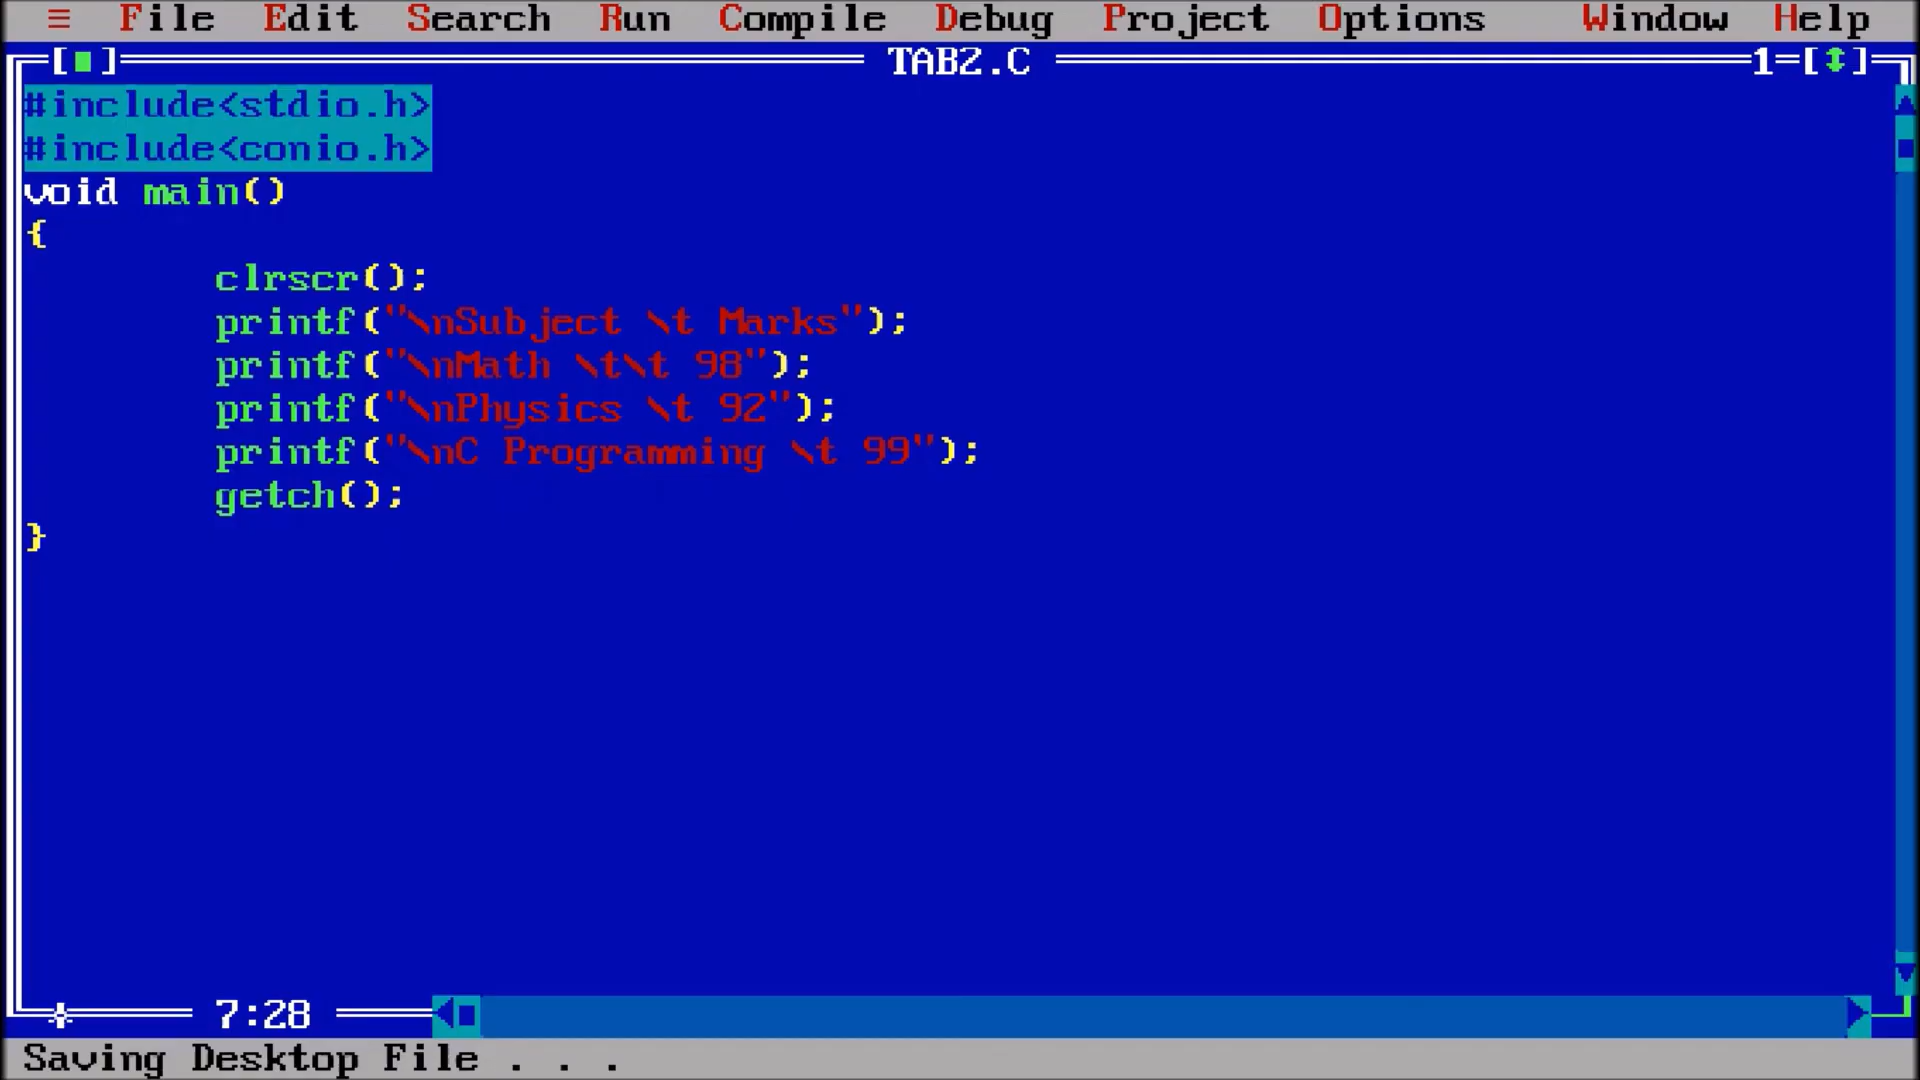 ≡ File Edit Search Run Compile Debug Project Options Window Help
[■] TAB2.C 1=[↕]
#include<stdio.h>
#include<conio.h>
void main()
{
clrscr();
printf("\nSubject \t Marks");
printf("\nMath \t\t 98");
printf("\nPhysics \t 92");
printf("\nC Programming \t 99");
getch();
}
* 7:28
Saving Desktop File . . .